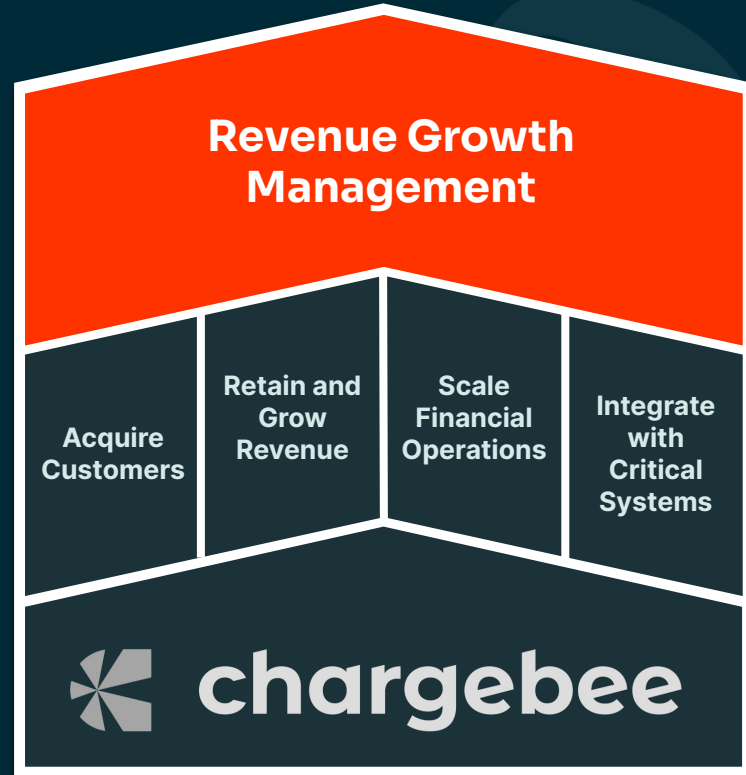 Revenue Growth
Management
Acquire
Customers
Retain and
Grow
Revenue
Scale
Financial
Operations
Integrate
with
Critical
Systems
chargebee